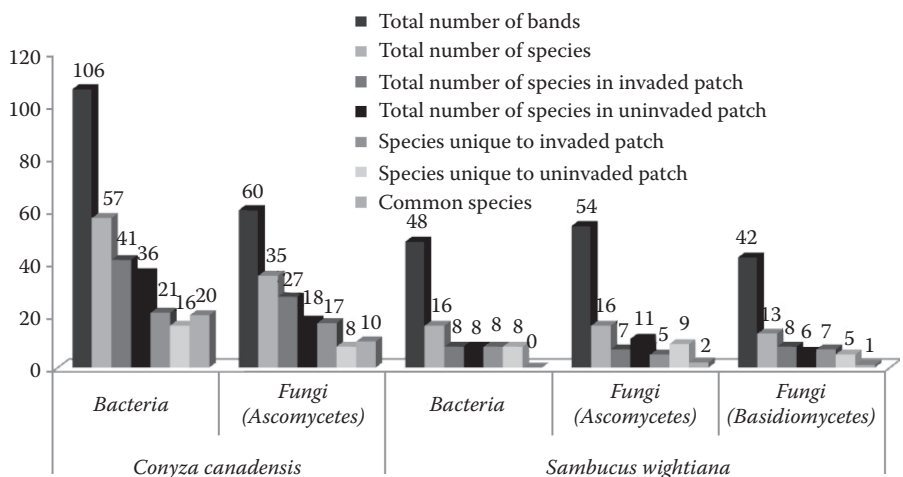 Total number of bands
Total number of species
Total number of species in invaded patch
Total number of species in uninvaded patch
Species unique to invaded patch
Species unique to uninvaded patch
Common species
120
100
80
60
40
20
0
106
57
41
36
21
16
20
60
35
27
18
17
8
10
48
16
8
8
8
8
0
54
16
7
11
5
9
2
42
13
8
6
7
5
1
Bacteria
Fungi
(Ascomycetes)
Bacteria
Fungi
(Ascomycetes)
Fungi
(Basidiomycetes)
Conyza canadensis
Sambucus wightiana